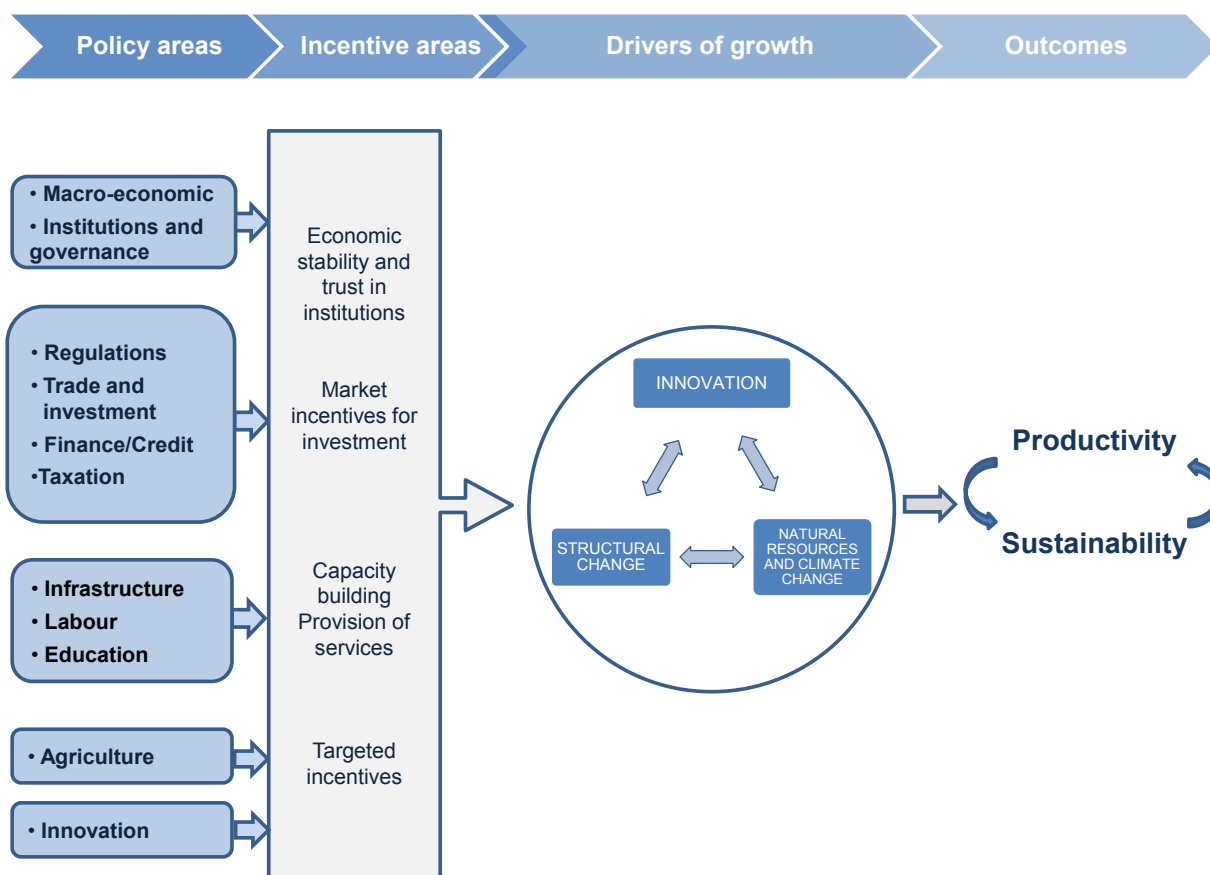 Policy areas
Incentive areas
Drivers of growth
Outcomes
• Macro-economic
• Institutions and
governance
• Regulations
• Trade and
investment
• Finance/Credit
•Taxation
• Infrastructure
• Labour
• Education
• Agriculture
• Innovation
Economic
stability and
trust in
institutions
Market
incentives for
investment
Capacity
building
Provision of
services
Targeted
incentives
INNOVATION
STRUCTURAL
CHANGE
NATURAL
RESOURCES
AND CLIMATE
CHANGE
Productivity
Sustainability